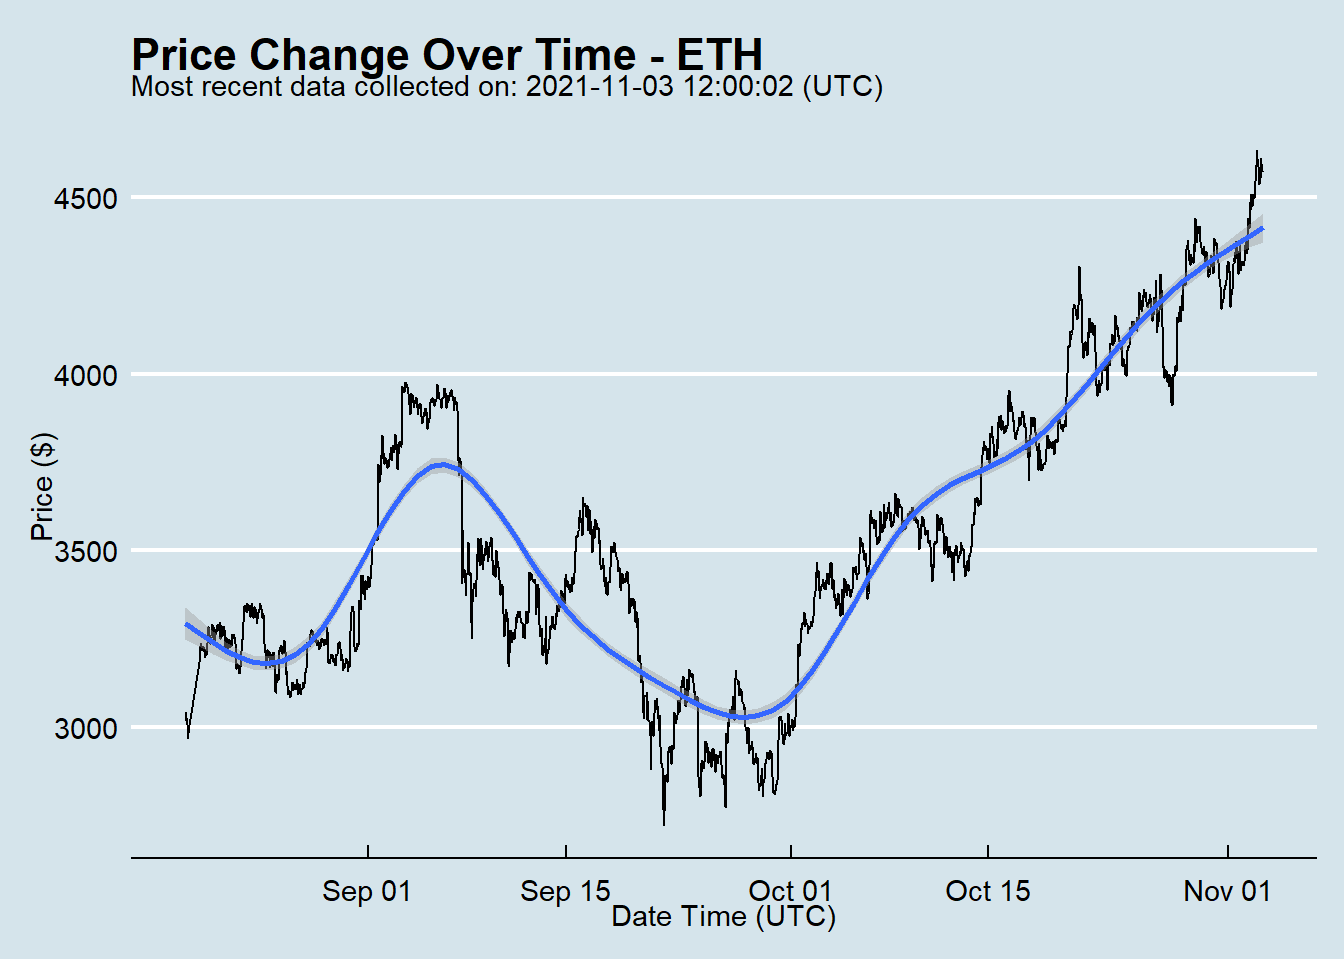 Price Change Over Time - ETH
Most recent data collected on: 2021-11-03 12:00:02 (UTC)
4500
4000
3500
3000
Price ($)
Sep 01 Sep 15 Oct 01 Oct 15 Nov 01
Date Time (UTC)